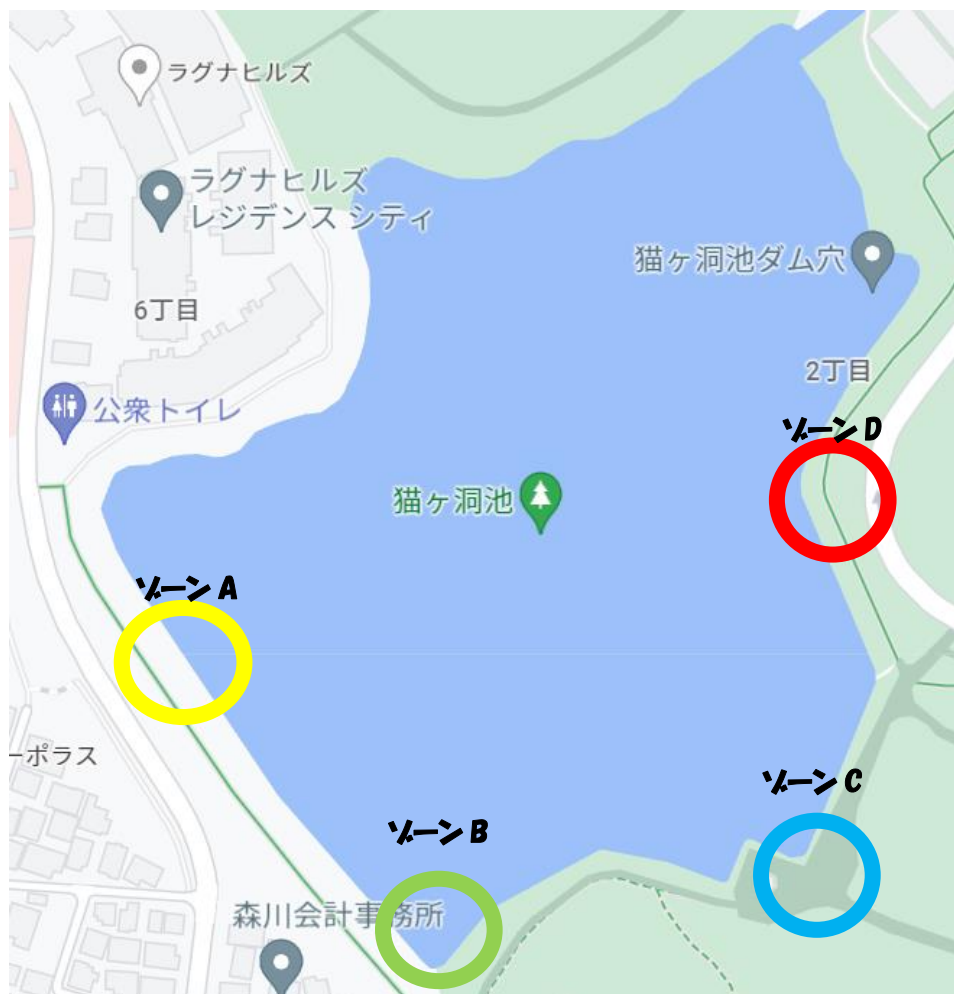 ラグナヒルズ
ラグナヒルズ
レジデンス シティ
猫ヶ洞池ダム穴
6丁目
2丁目
公衆トイレ
ゾーンD
猫ヶ洞池
ゾーンA
ーポラス
ゾーンC
ゾーンB
森川会計事務所